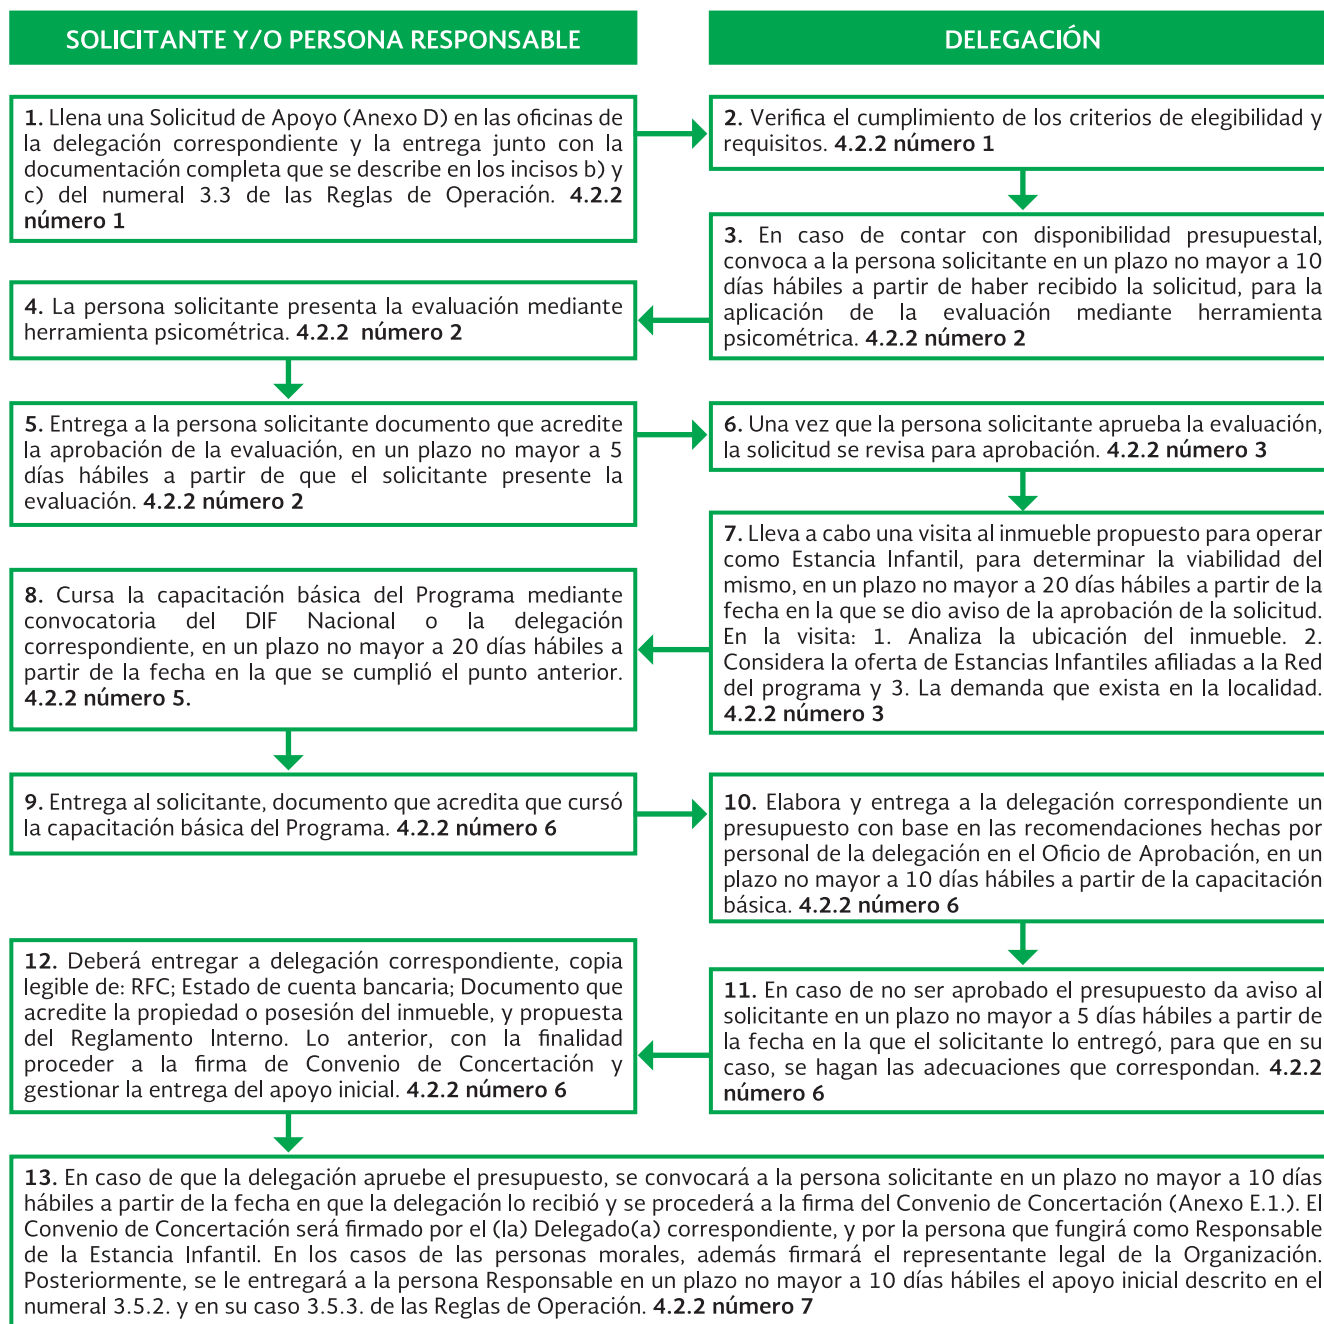 SOLICITANTE Y/O PERSONA RESPONSABLE
DELEGACIÓN
1. Llena una Solicitud de Apoyo (Anexo D) en las oficinas de
la delegación correspondiente y la entrega junto con la
documentación completa que se describe en los incisos b) y
c) del numeral 3.3 de las Reglas de Operación. 4.2.2
número 1
2. Verifica el cumplimiento de los criterios de elegibilidad y
requisitos. 4.2.2 número 1
3. En caso de contar con disponibilidad presupuestal,
convoca a la persona solicitante en un plazo no mayor a 10
días hábiles a partir de haber recibido la solicitud, para la
aplicación de la evaluación mediante herramienta
psicométrica. 4.2.2 número 2
4. La persona solicitante presenta la evaluación mediante
herramienta psicométrica. 4.2.2 número 2
5. Entrega a la persona solicitante documento que acredite
la aprobación de la evaluación, en un plazo no mayor a 5
días hábiles a partir de que el solicitante presente la
evaluación. 4.2.2 número 2
6. Una vez que la persona solicitante aprueba la evaluación,
la solicitud se revisa para aprobación. 4.2.2 número 3
7. Lleva a cabo una visita al inmueble propuesto para operar
como Estancia Infantil, para determinar la viabilidad del
mismo, en un plazo no mayor a 20 días hábiles a partir de la
fecha en la que se dio aviso de la aprobación de la solicitud.
En la visita: 1. Analiza la ubicación del inmueble. 2.
Considera la oferta de Estancias Infantiles afiliadas a la Red
del programa y 3. La demanda que exista en la localidad.
4.2.2 número 3
8. Cursa la capacitación básica del Programa mediante
convocatoria del DIF Nacional o la delegación
correspondiente, en un plazo no mayor a 20 días hábiles a
partir de la fecha en la que se cumplió el punto anterior.
4.2.2 número 5.
9. Entrega al solicitante, documento que acredita que cursó
la capacitación básica del Programa. 4.2.2 número 6
10. Elabora y entrega a la delegación correspondiente un
presupuesto con base en las recomendaciones hechas por
personal de la delegación en el Oficio de Aprobación, en un
plazo no mayor a 10 días hábiles a partir de la capacitación
básica. 4.2.2 número 6
11. En caso de no ser aprobado el presupuesto da aviso al
solicitante en un plazo no mayor a 5 días hábiles a partir de
la fecha en la que el solicitante lo entregó, para que en su
caso, se hagan las adecuaciones que correspondan. 4.2.2
número 6
12. Deberá entregar a delegación correspondiente, copia
legible de: RFC; Estado de cuenta bancaria; Documento que
acredite la propiedad o posesión del inmueble, y propuesta
del Reglamento Interno. Lo anterior, con la finalidad
proceder a la firma de Convenio de Concertación y
gestionar la entrega del apoyo inicial. 4.2.2 número 6
13. En caso de que la delegación apruebe el presupuesto, se convocará a la persona solicitante en un plazo no mayor a 10 días
hábiles a partir de la fecha en que la delegación lo recibió y se procederá a la firma del Convenio de Concertación (Anexo E.1.). El
Convenio de Concertación será firmado por el (la) Delegado(a) correspondiente, y por la persona que fungirá como Responsable
de la Estancia Infantil. En los casos de las personas morales, además firmará el representante legal de la Organización.
Posteriormente, se le entregará a la persona Responsable en un plazo no mayor a 10 días hábiles el apoyo inicial descrito en el
numeral 3.5.2. y en su caso 3.5.3. de las Reglas de Operación. 4.2.2 número 7